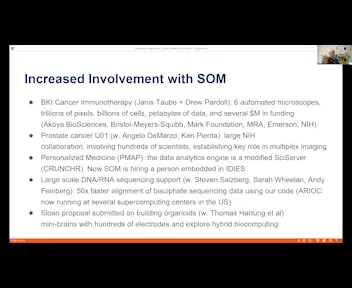 Increased Involvement with SOM
● BKI Cancer Immunotherapy (Janis Taube + Drew Pardoll): 6 automated microscopes,
trillions of pixels, billions of cells, petabytes of data, and several $M in funding
(Akoya BioSciences, Bristol-Meyers-Squibb, Mark Foundation, MRA, Emerson, NIH)
● Prostate cancer U01 (w. Angelo DeMarzo, Ken Pienta) large NIH
collaboration, involving hundreds of scientists, establishing key role in multiplex imaging
● Personalized Medicine (PMAP): the data analytics engine is a modified SciServer
(CRUNCHR). Now SOM is hiring a person embedded in IDIES
● Large scale DNA/RNA sequencing support (w. Steven Salzberg, Sarah Wheelan, Andy
Feinberg): 50x faster alignment of bisulphate sequencing data using our code (ARIOC:
now running at several supercomputing centers in the US)
● Sloan proposal submitted on building organoids (w. Thomas Hartung et al)
mini-brains with hundreds of electrodes and explore hybrid biocomputing